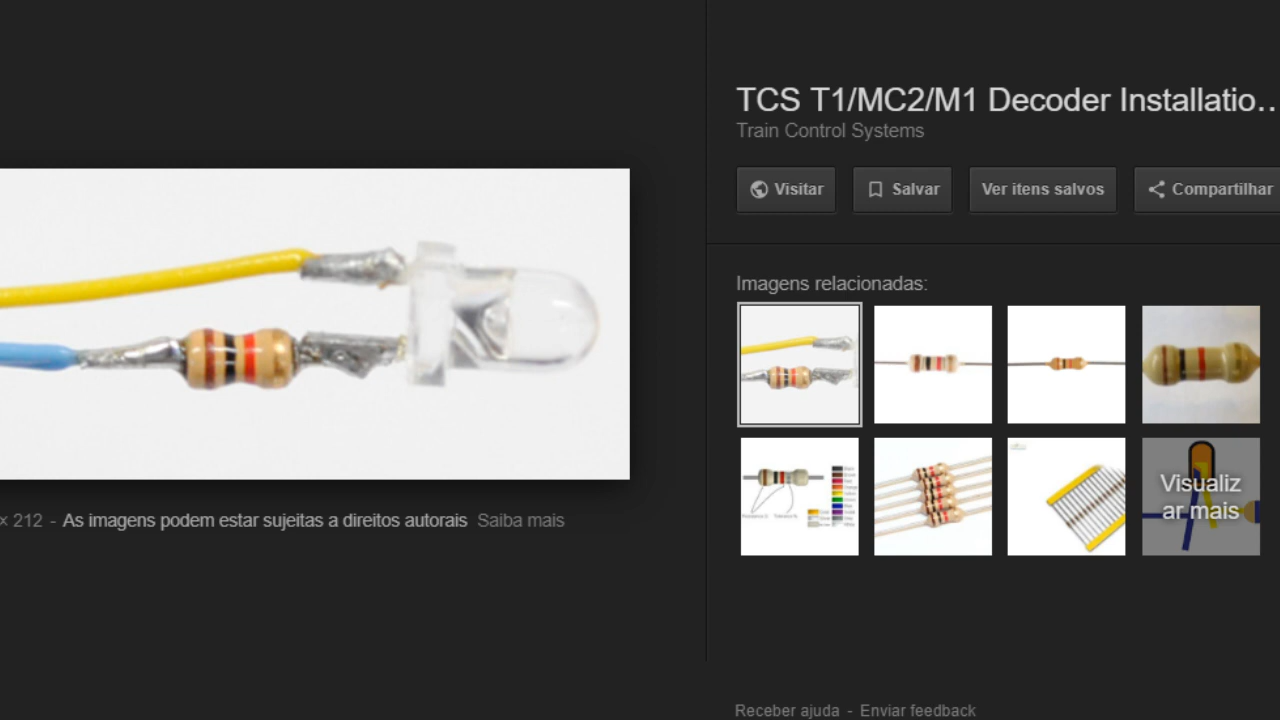 TCS T1/MC2/M1 Decoder Installatio…
Train Control Systems
Visitar
Salvar
Ver itens salvos
Compartilhar
Imagens relacionadas:
Visualiz
ar mais
× 212 - As imagens podem estar sujeitas a direitos autorais Saiba mais
Receber ajuda - Enviar feedback